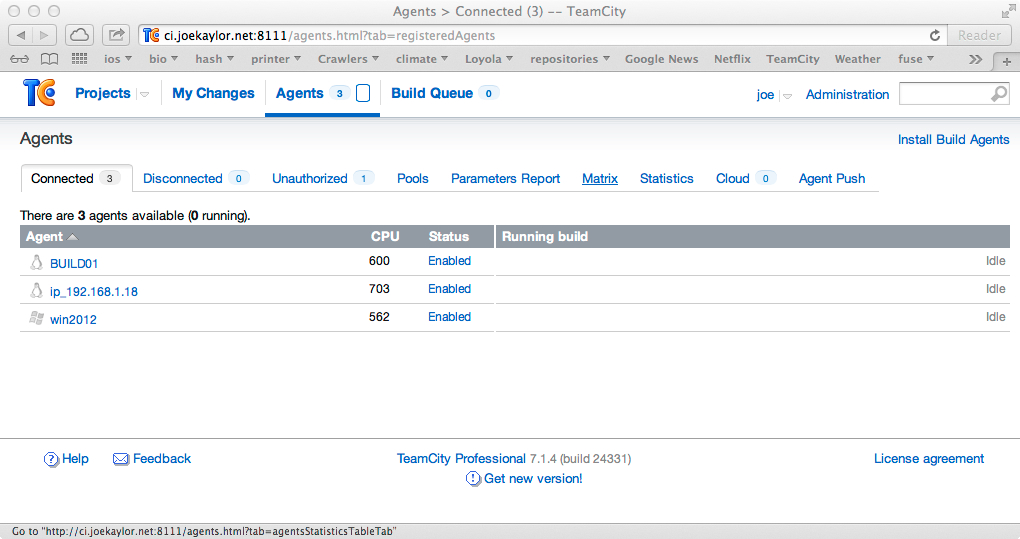 Agents > Connected (3) -- TeamCity
TC ci.joekaylor.net:8111/agents.html?tab=registeredAgents Reader
ios bio hash printer Crawlers climate Loyola repositories Google News Netflix TeamCity Weather fuse >> +
TC Projects My Changes Agents 3 Build Queue 0 joe Administration
Agents Install Build Agents
Connected 3 Disconnected 0 Unauthorized 1 Pools Parameters Report Matrix Statistics Cloud 0 Agent Push
There are 3 agents available (0 running).
Agent CPU Status Running build
BUILD01 600 Enabled Idle
ip_192.168.1.18 703 Enabled Idle
win2012 562 Enabled Idle
? Help Feedback TeamCity Professional 7.1.4 (build 24331) License agreement
! Get new version!
Go to "http://ci.joekaylor.net:8111/agents.html?tab=agentsStatisticsTableTab"